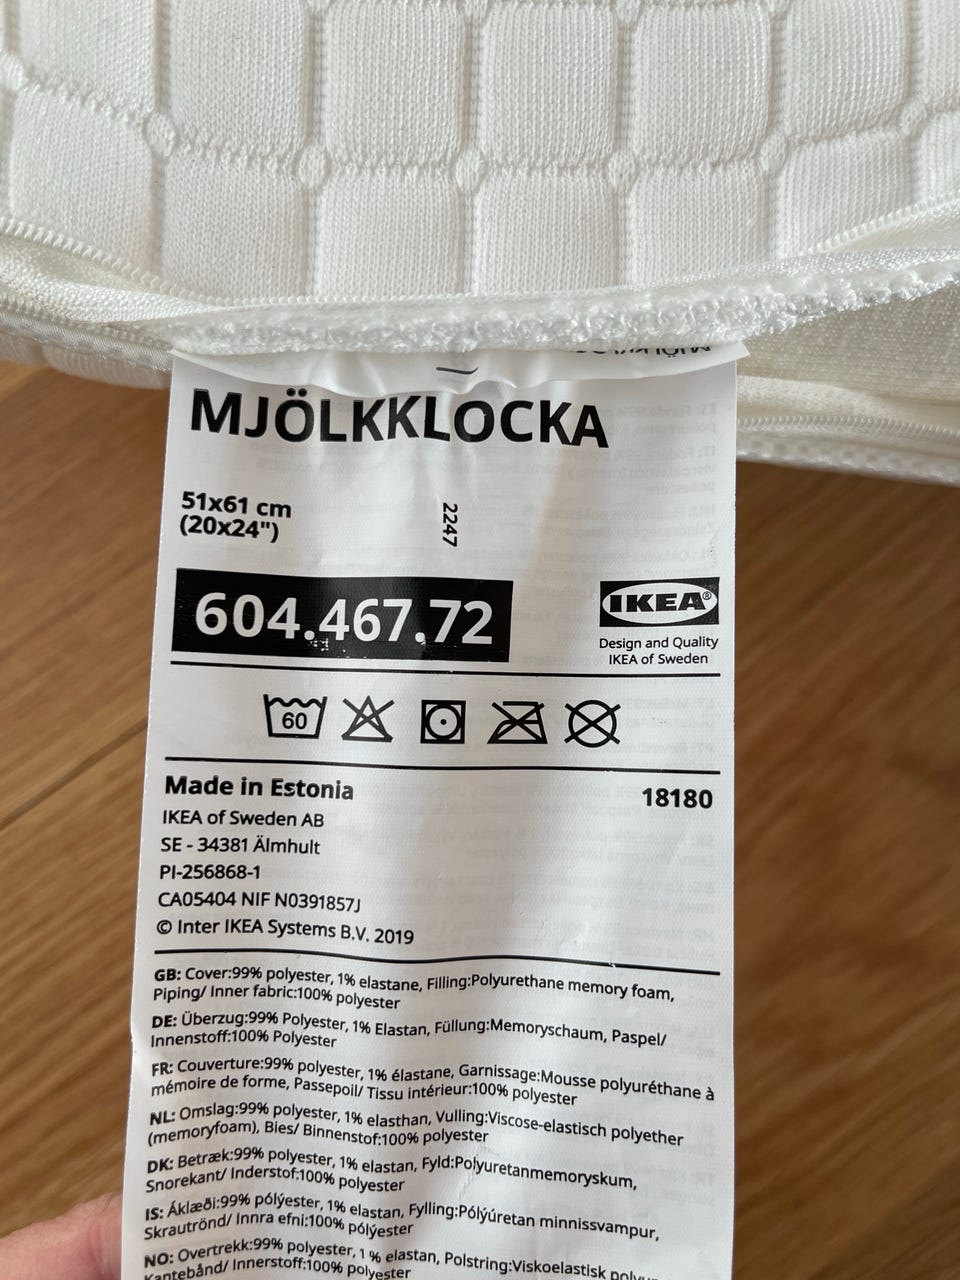 MJÖLKKLOCKA
51x61 cm
(20x24")
2247
604.467.72
IKEA®
Design and Quality
IKEA of Sweden
60
Made in Estonia
18180
IKEA of Sweden AB
SE - 34381 Älmhult
PI-256868-1
CA05404 NIF N0391857J
© Inter IKEA Systems B.V. 2019
GB: Cover:99% polyester, 1% elastane, Filling:Polyurethane memory foam,
Piping/ Inner fabric:100% polyester
DE: Überzug:99% Polyester, 1% Elastan, Füllung:Memoryschaum, Paspel/
Innenstoff:100% Polyester
FR: Couverture:99% polyester, 1% élastane, Garnissage:Mousse polyuréthane à
mémoire de forme, Passepoil/ Tissu intérieur:100% polyester
NL: Omslag:99% polyester, 1% elasthan, Vulling:Viscose-elastisch polyether
(memoryfoam), Bies/ Binnenstof:100% polyester
DK: Betræk:99% polyester, 1% elastan, Fyld:Polyuretanmemoryskum,
Snorekant/ Inderstof:100% polyester
IS: Áklæði:99% pólýester, 1% elastan, Fylling:Pólýúretan minnissvampur,
Skrautrönd/ Innra efni:100% pólýester
NO: Overtrekk:99% polyester, 1 % elastan, Polstring:Viskoelastisk
Kantebånd/ Innerstoff:100% polyester